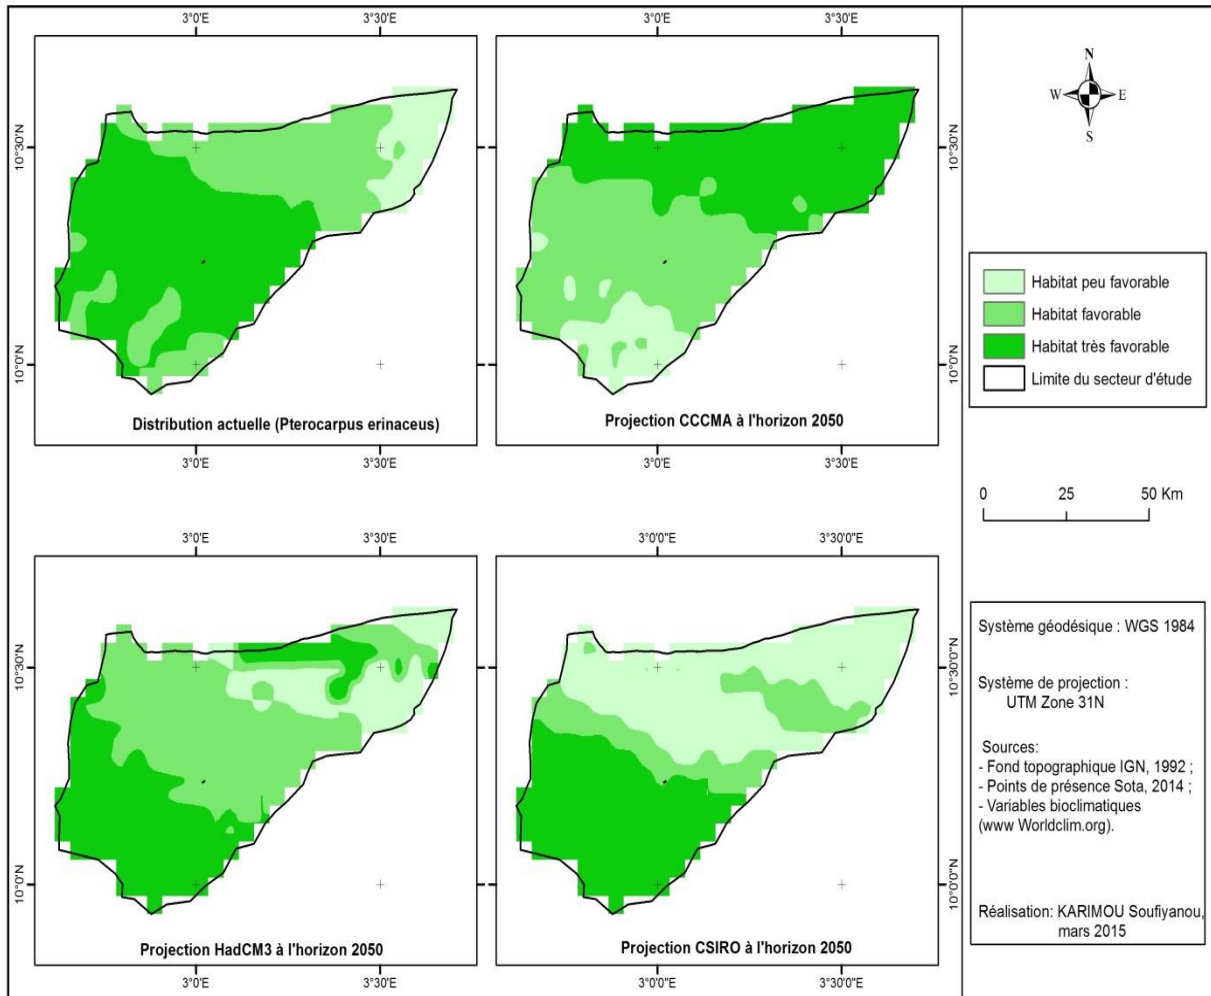 3°0'E 3°30'E
10°30'N
10°0'N
Distribution actuelle (Pterocarpus erinaceus)
3°0'E 3°30'E
3°0'E 3°30'E
10°30'N
10°0'N
Projection CCCMA à l'horizon 2050
3°0'E 3°30'E
3°0'E 3°30'E
10°30'N
10°0'N
Projection HadCM3 à l'horizon 2050
3°0'E 3°30'E
3°0'0"E 3°30'0"E
10°30'0"N
10°0'0"N
Projection CSIRO à l'horizon 2050
3°0'0"E 3°30'0"E
N
W E
S
Habitat peu favorable
Habitat favorable
Habitat très favorable
Limite du secteur d'étude
0 25 50 Km
Système géodésique : WGS 1984
Système de projection :
UTM Zone 31N
Sources:
- Fond topographique IGN, 1992 ;
- Points de présence Sota, 2014 ;
- Variables bioclimatiques
(www Worldclim.org).
Réalisation: KARIMOU Soufiyanou,
mars 2015